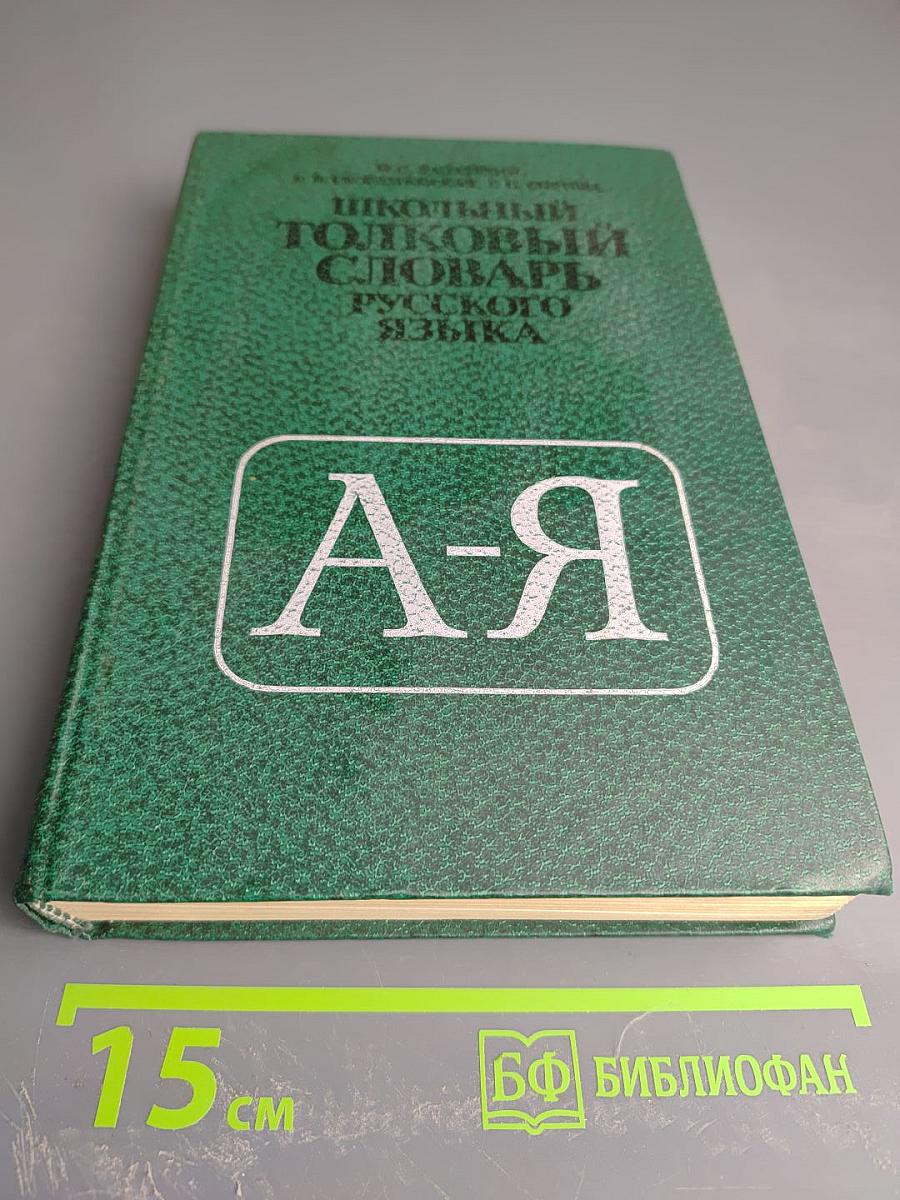 ШКОЛЬНЫЙ
ТОЛКОВЫЙ
СЛОВАРЬ
РУССКОГО
ЯЗЫКА
А-Я
15 см
БФ БИБЛИОФАН